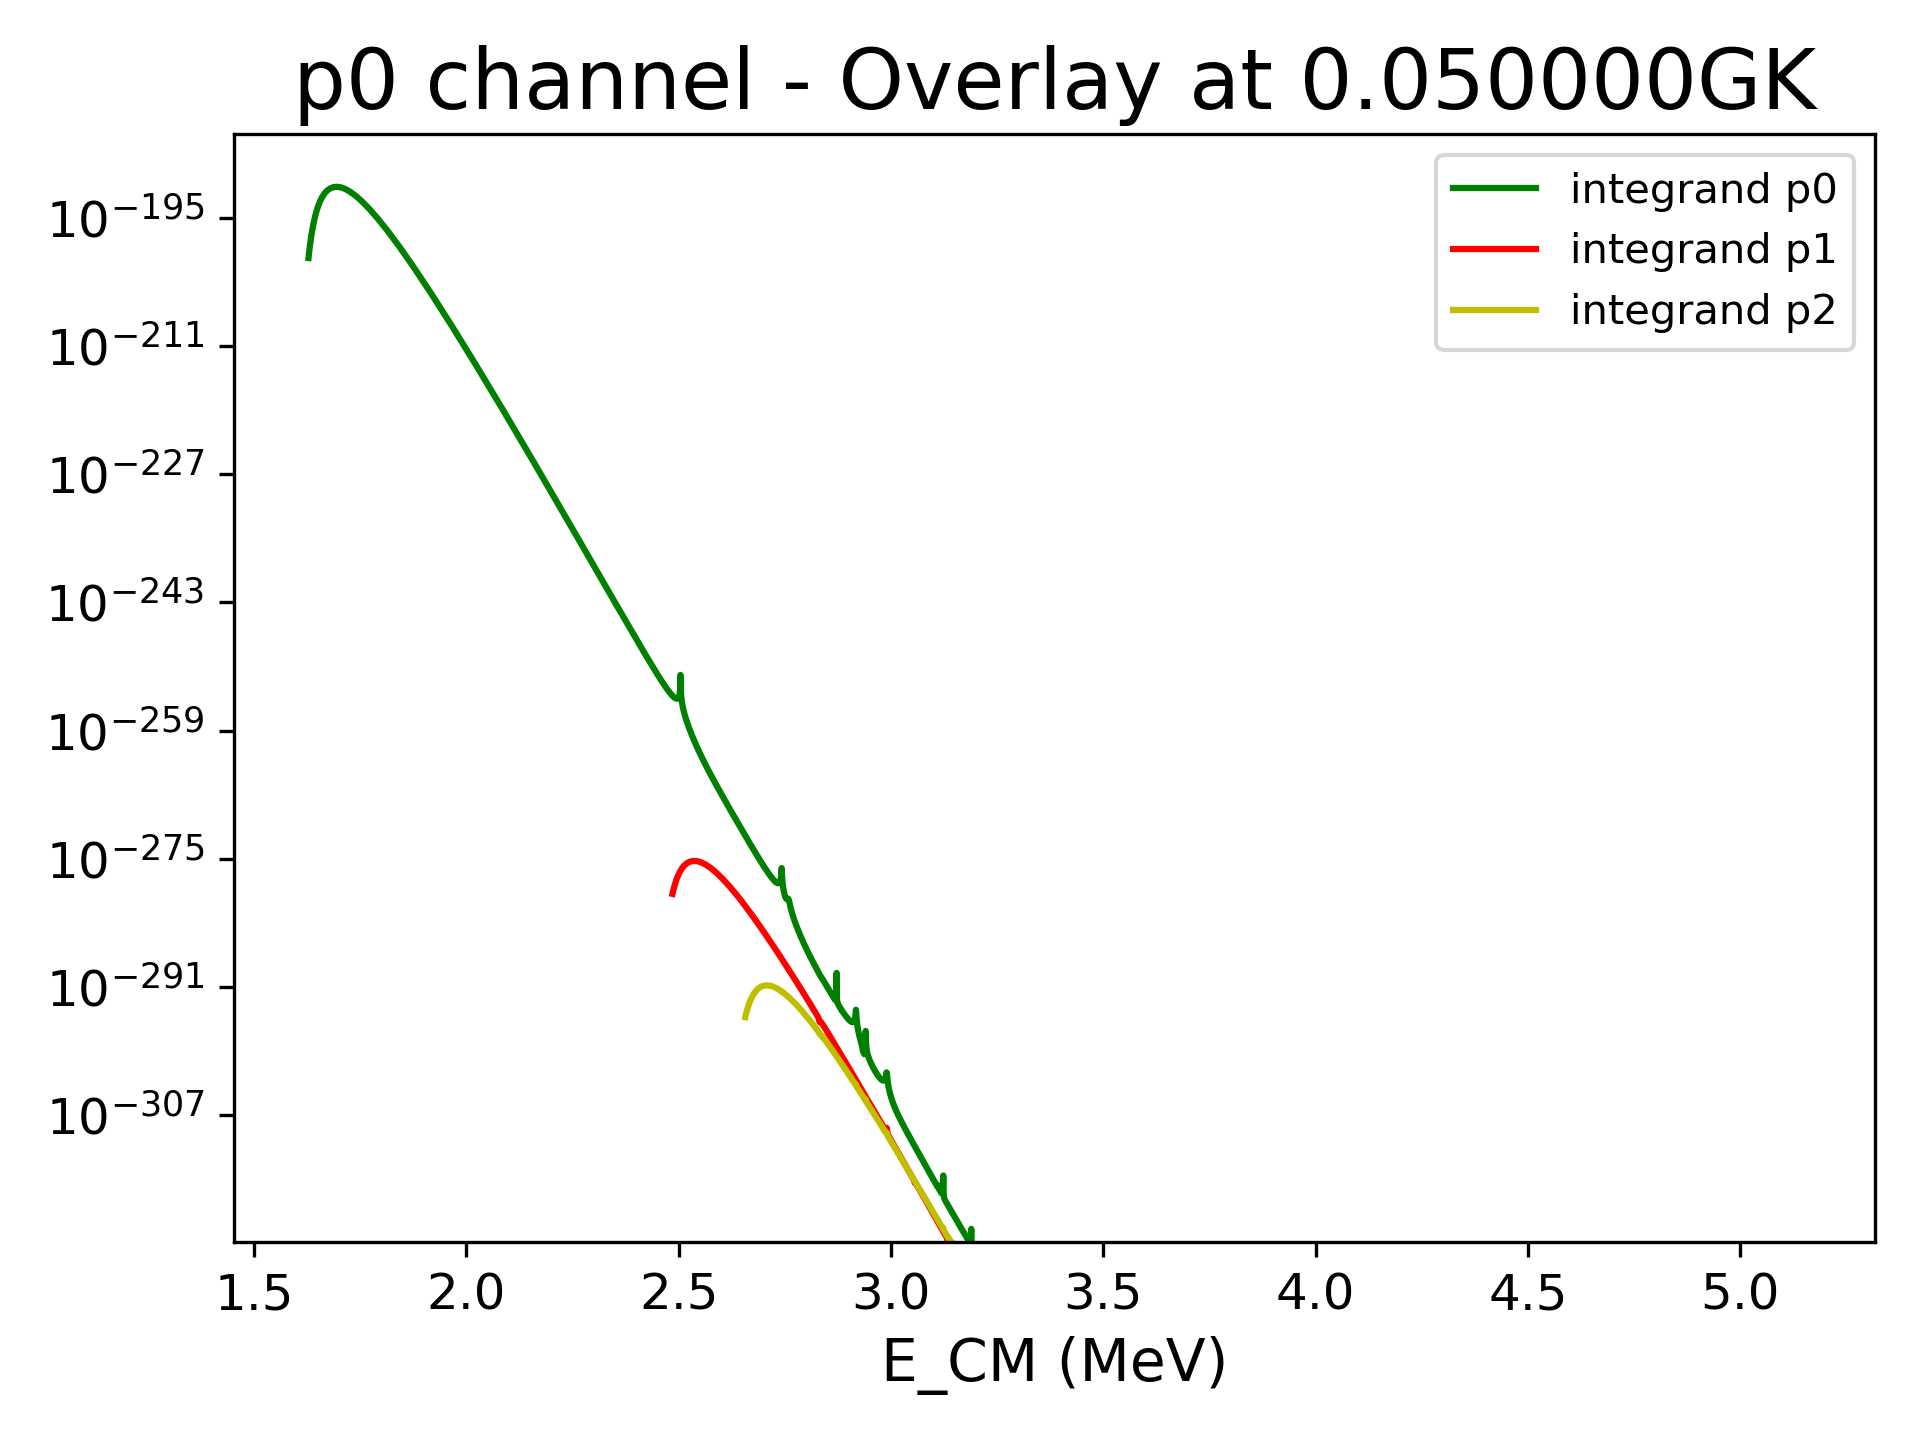 p0 channel - Overlay at 0.050000GK
integrand p0
integrand p1
integrand p2
10^−195
10^−211
10^−227
10^−243
10^−259
10^−275
10^−291
10^−307
1.5 2.0 2.5 3.0 3.5 4.0 4.5 5.0
E_CM (MeV)